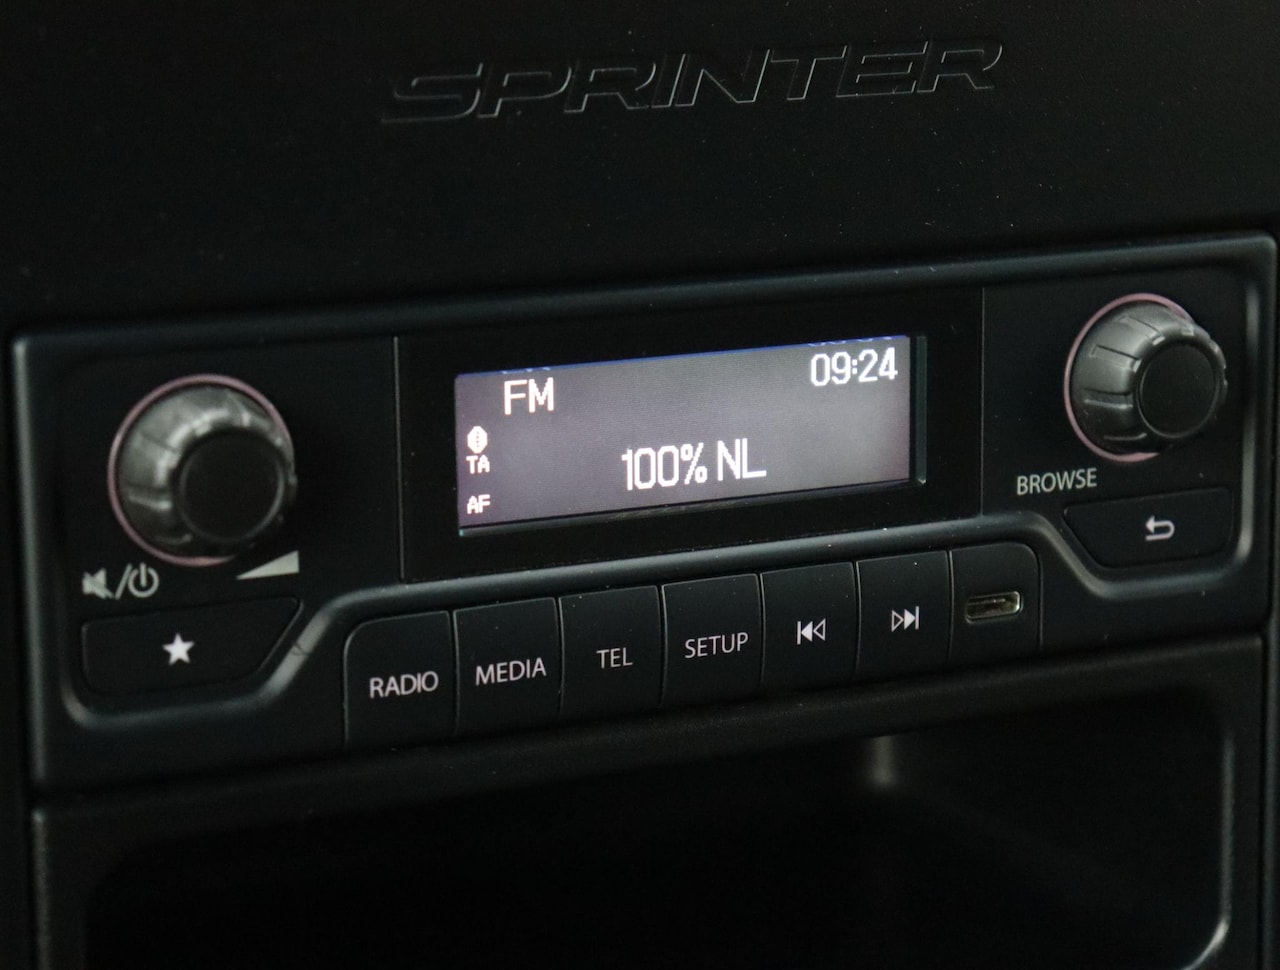 SPRINTER
FM 09:24
TA
100% NL
AF
BROWSE
RADIO MEDIA TEL SETUP